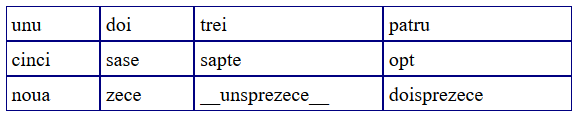 unu doi trei patru
cinci sase sapte opt
noua zece __unsprezece__ doisprezece